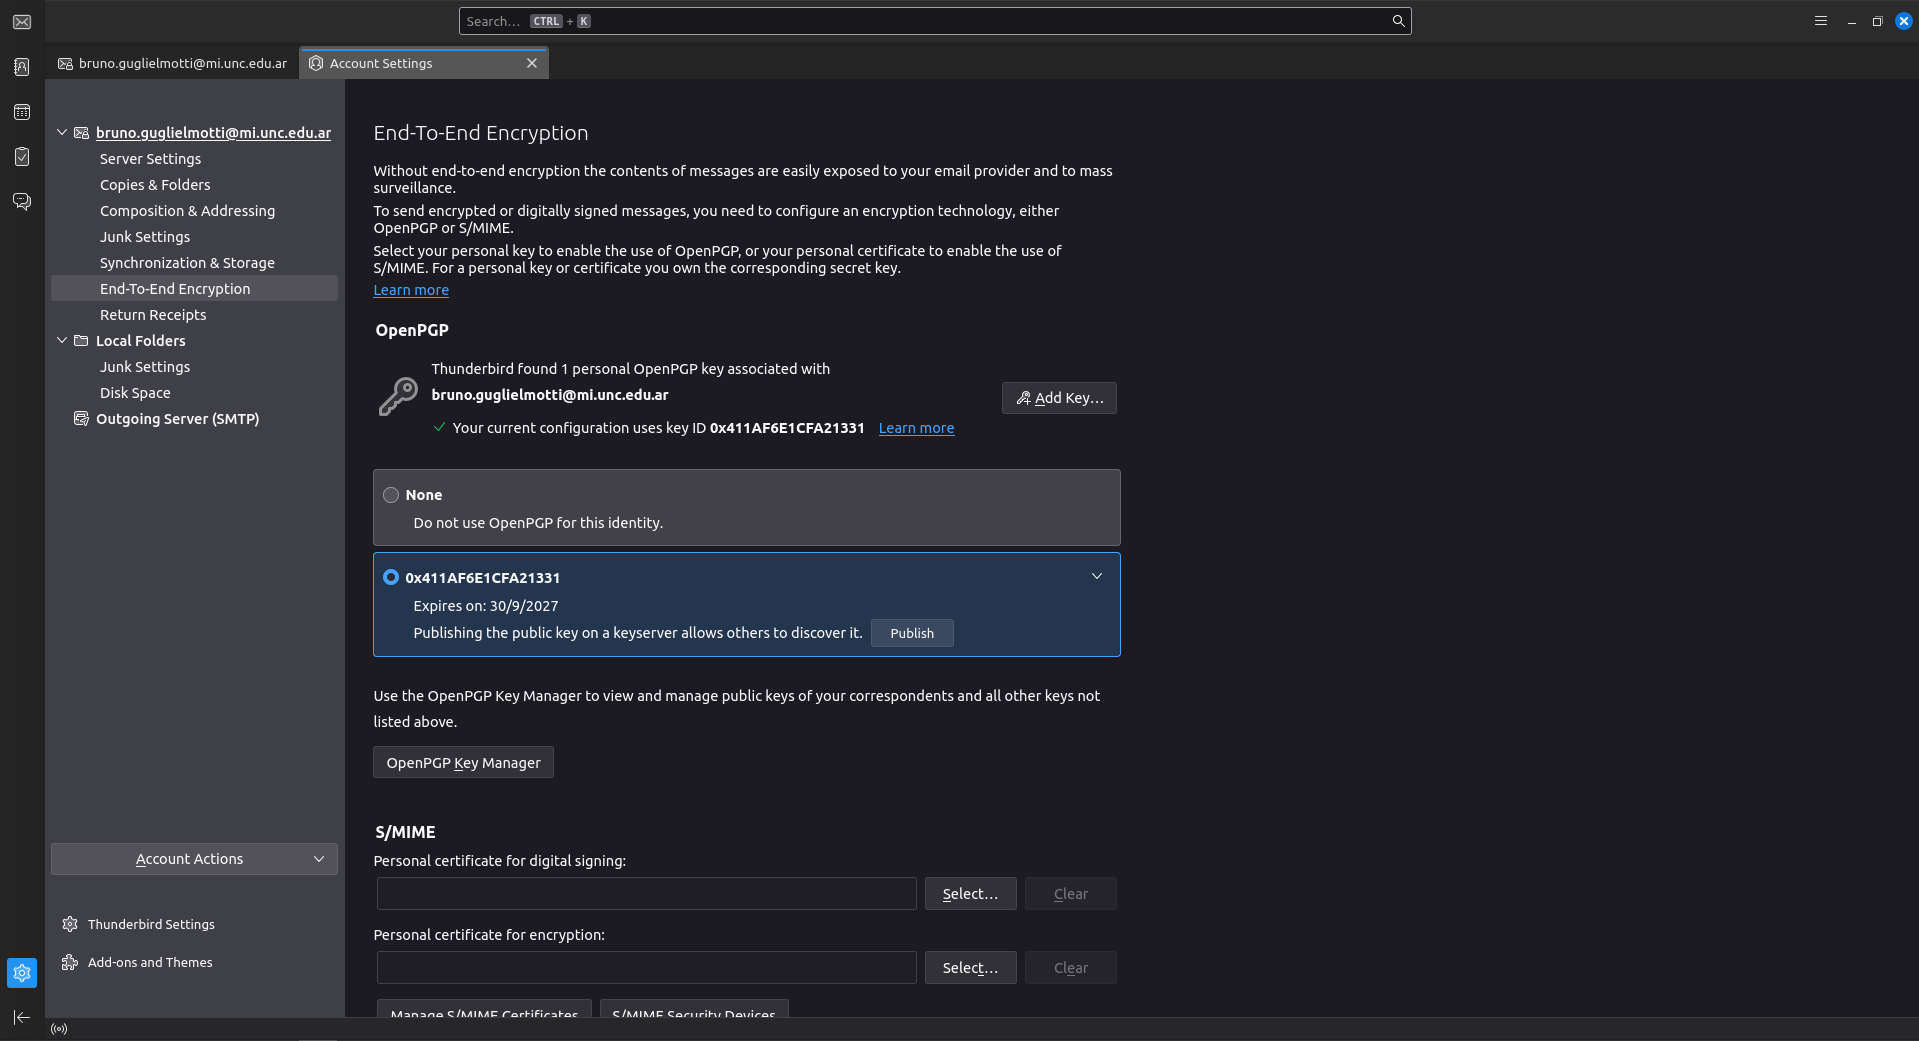 Search… CTRL + K
bruno.guglielmotti@mi.unc.edu.ar
Account Settings
bruno.guglielmotti@mi.unc.edu.ar
Server Settings
Copies & Folders
Composition & Addressing
Junk Settings
Synchronization & Storage
End-To-End Encryption
Return Receipts
Local Folders
Junk Settings
Disk Space
Outgoing Server (SMTP)
Account Actions
Thunderbird Settings
Add-ons and Themes
End-To-End Encryption
Without end-to-end encryption the contents of messages are easily exposed to your email provider and to mass
surveillance.
To send encrypted or digitally signed messages, you need to configure an encryption technology, either
OpenPGP or S/MIME.
Select your personal key to enable the use of OpenPGP, or your personal certificate to enable the use of
S/MIME. For a personal key or certificate you own the corresponding secret key.
Learn more
OpenPGP
Thunderbird found 1 personal OpenPGP key associated with
bruno.guglielmotti@mi.unc.edu.ar
Add Key…
Your current configuration uses key ID 0x411AF6E1CFA21331 Learn more
None
Do not use OpenPGP for this identity.
0x411AF6E1CFA21331
Expires on: 30/9/2027
Publishing the public key on a keyserver allows others to discover it. Publish
Use the OpenPGP Key Manager to view and manage public keys of your correspondents and all other keys not
listed above.
OpenPGP Key Manager
S/MIME
Personal certificate for digital signing:
Select… Clear
Personal certificate for encryption:
Select… Clear
Manage S/MIME Certificates S/MIME Security Devices